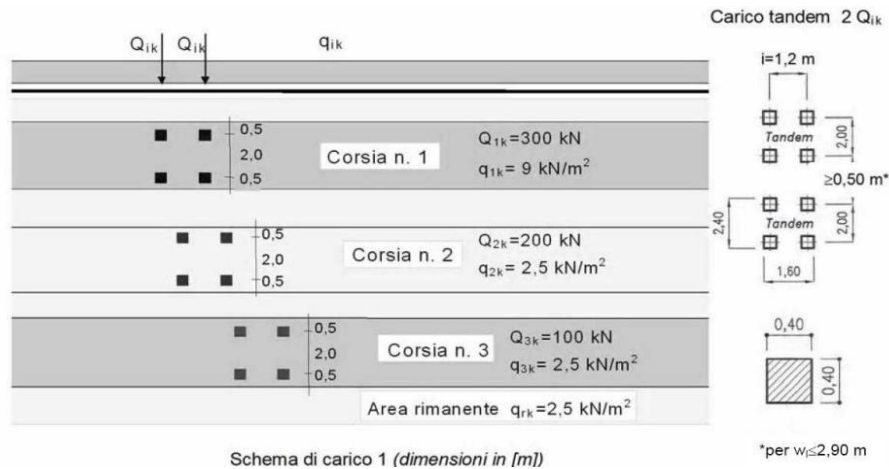 Carico tandem 2 Qik
Qik Qik qik
i=1,2 m
Tandem
2,00
≥0,50 m*
2,40
Tandem
2,00
1,60
0,5
2,0
0,5
Corsia n. 1
Q1k=300 kN
q1k= 9 kN/m²
0,5
2,0
0,5
Corsia n. 2
Q2k=200 kN
q2k= 2,5 kN/m²
0,5
2,0
0,5
Corsia n. 3
Q3k=100 kN
q3k= 2,5 kN/m²
0,40
0,40
Area rimanente qrk=2,5 kN/m²
Schema di carico 1 (dimensioni in [m])
*per wl≤2,90 m